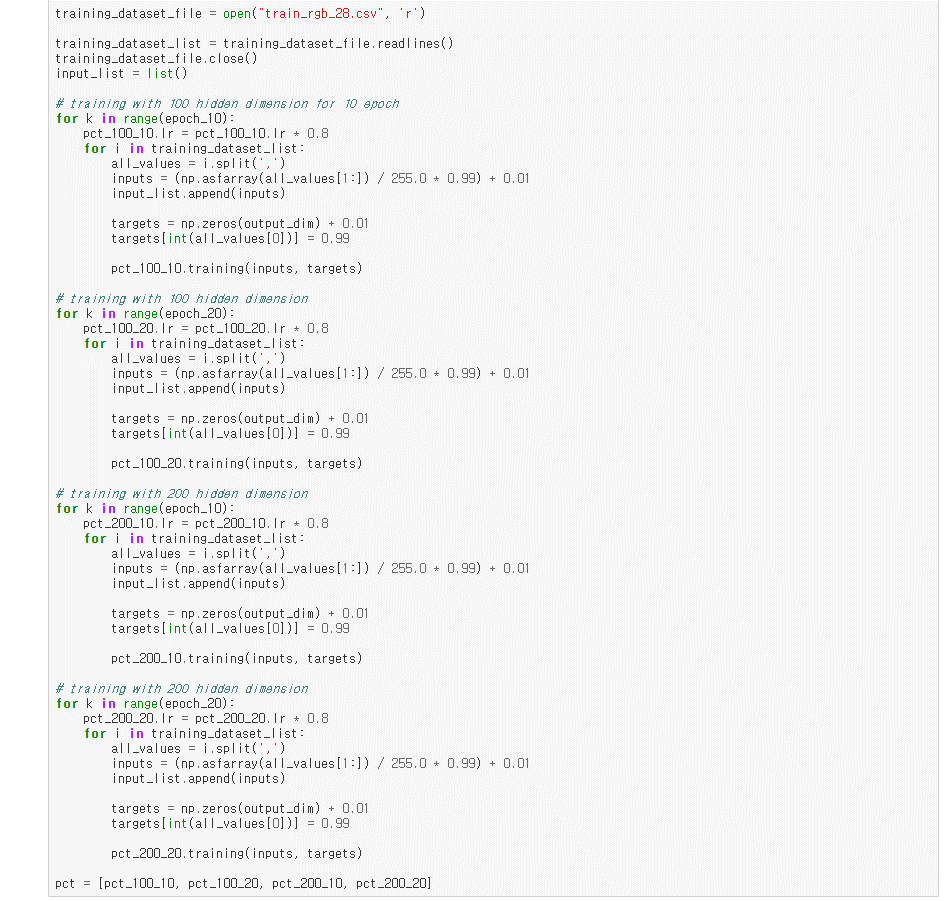 training_dataset_file = open("train_rgb_28.csv", 'r')
training_dataset_list = training_dataset_file.readlines()
training_dataset_file.close()
input_list = list()
# training with 100 hidden dimension for 10 epoch
for k in range(epoch_10):
    pct_100_10.lr = pct_100_10.lr * 0.8
    for i in training_dataset_list:
        all_values = i.split(',')
        inputs = (np.asfarray(all_values[1:]) / 255.0 * 0.99) + 0.01
        input_list.append(inputs)
        targets = np.zeros(output_dim) + 0.01
        targets[int(all_values[0])] = 0.99
        pct_100_10.training(inputs, targets)
# training with 100 hidden dimension
for k in range(epoch_20):
    pct_100_20.lr = pct_100_20.lr * 0.8
    for i in training_dataset_list:
        all_values = i.split(',')
        inputs = (np.asfarray(all_values[1:]) / 255.0 * 0.99) + 0.01
        input_list.append(inputs)
        targets = np.zeros(output_dim) + 0.01
        targets[int(all_values[0])] = 0.99
        pct_100_20.training(inputs, targets)
# training with 200 hidden dimension
for k in range(epoch_10):
    pct_200_10.lr = pct_200_10.lr * 0.8
    for i in training_dataset_list:
        all_values = i.split(',')
        inputs = (np.asfarray(all_values[1:]) / 255.0 * 0.99) + 0.01
        input_list.append(inputs)
        targets = np.zeros(output_dim) + 0.01
        targets[int(all_values[0])] = 0.99
        pct_200_10.training(inputs, targets)
# training with 200 hidden dimension
for k in range(epoch_20):
    pct_200_20.lr = pct_200_20.lr * 0.8
    for i in training_dataset_list:
        all_values = i.split(',')
        inputs = (np.asfarray(all_values[1:]) / 255.0 * 0.99) + 0.01
        input_list.append(inputs)
        targets = np.zeros(output_dim) + 0.01
        targets[int(all_values[0])] = 0.99
        pct_200_20.training(inputs, targets)
pct = [pct_100_10, pct_100_20, pct_200_10, pct_200_20]